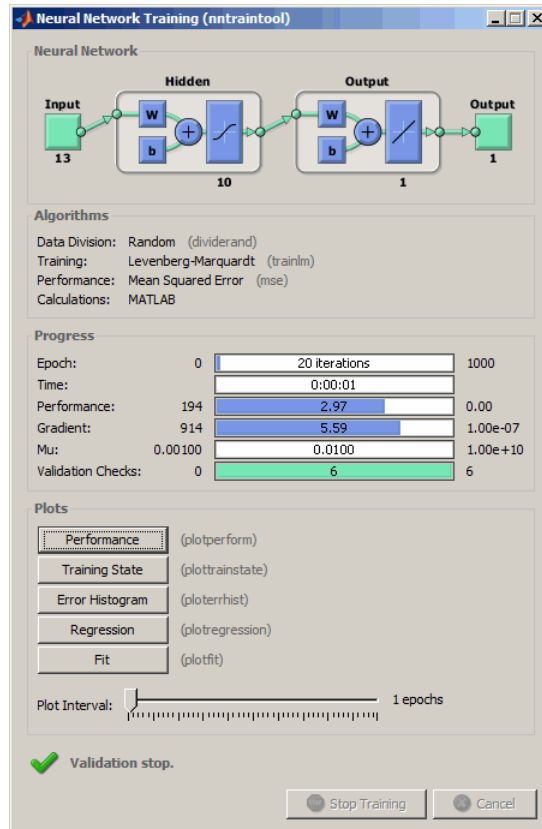 Neural Network Training (nntraintool)
Neural Network
Hidden
Output
Input
Output
W
W
b
b
13
10
1
1
Algorithms
Data Division: Random (dividerand)
Training: Levenberg-Marquardt (trainlm)
Performance: Mean Squared Error (mse)
Calculations: MATLAB
Progress
Epoch: 0 20 iterations 1000
Time: 0:00:01
Performance: 194 2.97 0.00
Gradient: 914 5.59 1.00e-07
Mu: 0.00100 0.0100 1.00e+10
Validation Checks: 0 6 6
Plots
Performance (plotperform)
Training State (plottrainstate)
Error Histogram (ploterrhist)
Regression (plotregression)
Fit (plotfit)
Plot Interval: 1 epochs
Validation stop.
Stop Training Cancel